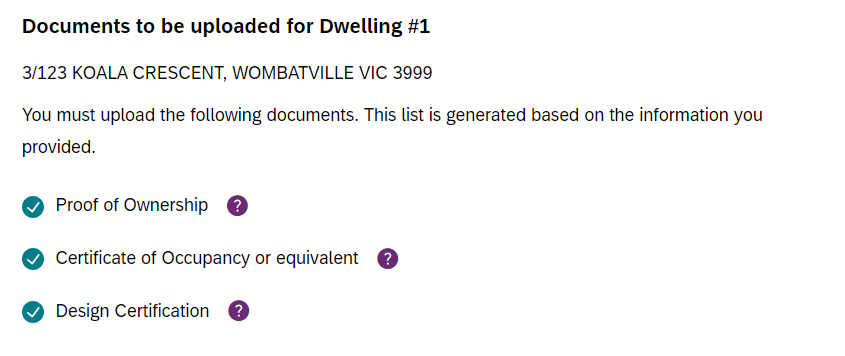 Documents to be uploaded for Dwelling #1
3/123 KOALA CRESCENT, WOMBATVILLE VIC 3999
You must upload the following documents. This list is generated based on the information you
provided.
Proof of Ownership ?
Certificate of Occupancy or equivalent ?
Design Certification ?